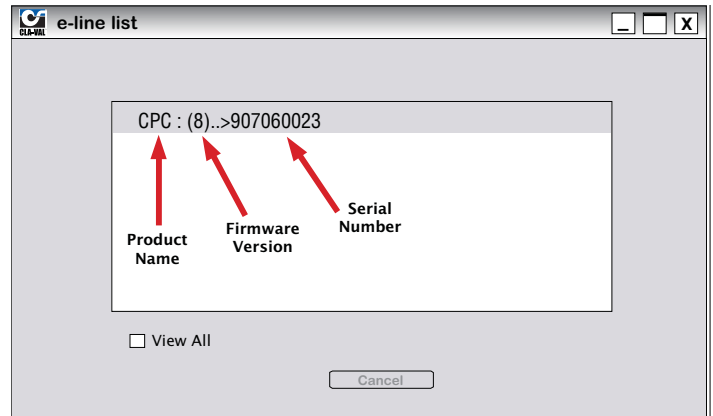 CLA-VAL
e-line list
X
CPC : (8)..>907060023
Product
Name
Firmware
Version
Serial
Number
View All
Cancel